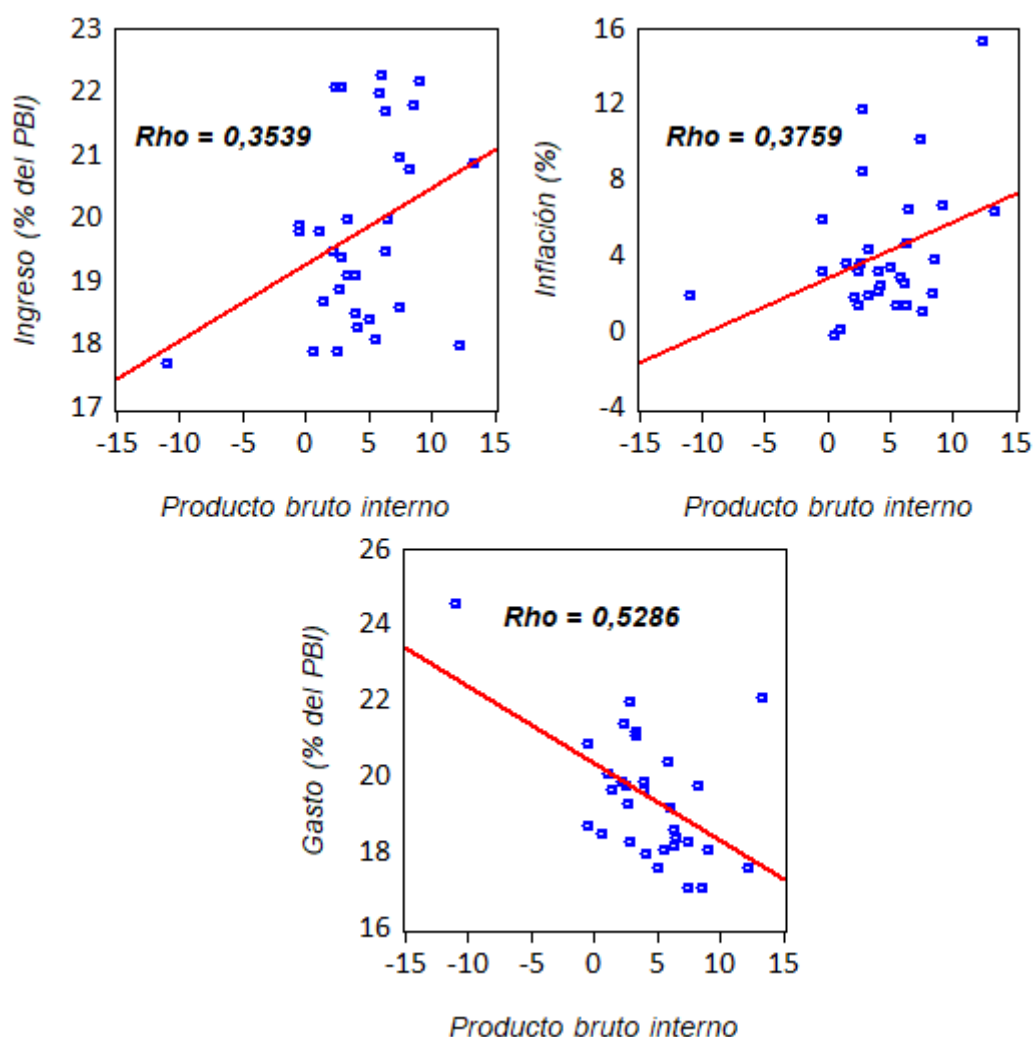 23
22
21
20
19
18
17
Ingreso (% del PBI)
Rho = 0,3539
-15 -10 -5 0 5 10 15
Producto bruto interno
16
12
8
4
0
-4
Inflación (%)
Rho = 0,3759
-15 -10 -5 0 5 10 15
Producto bruto interno
26
24
22
20
18
16
Gasto (% del PBI)
Rho = 0,5286
-15 -10 -5 0 5 10 15
Producto bruto interno